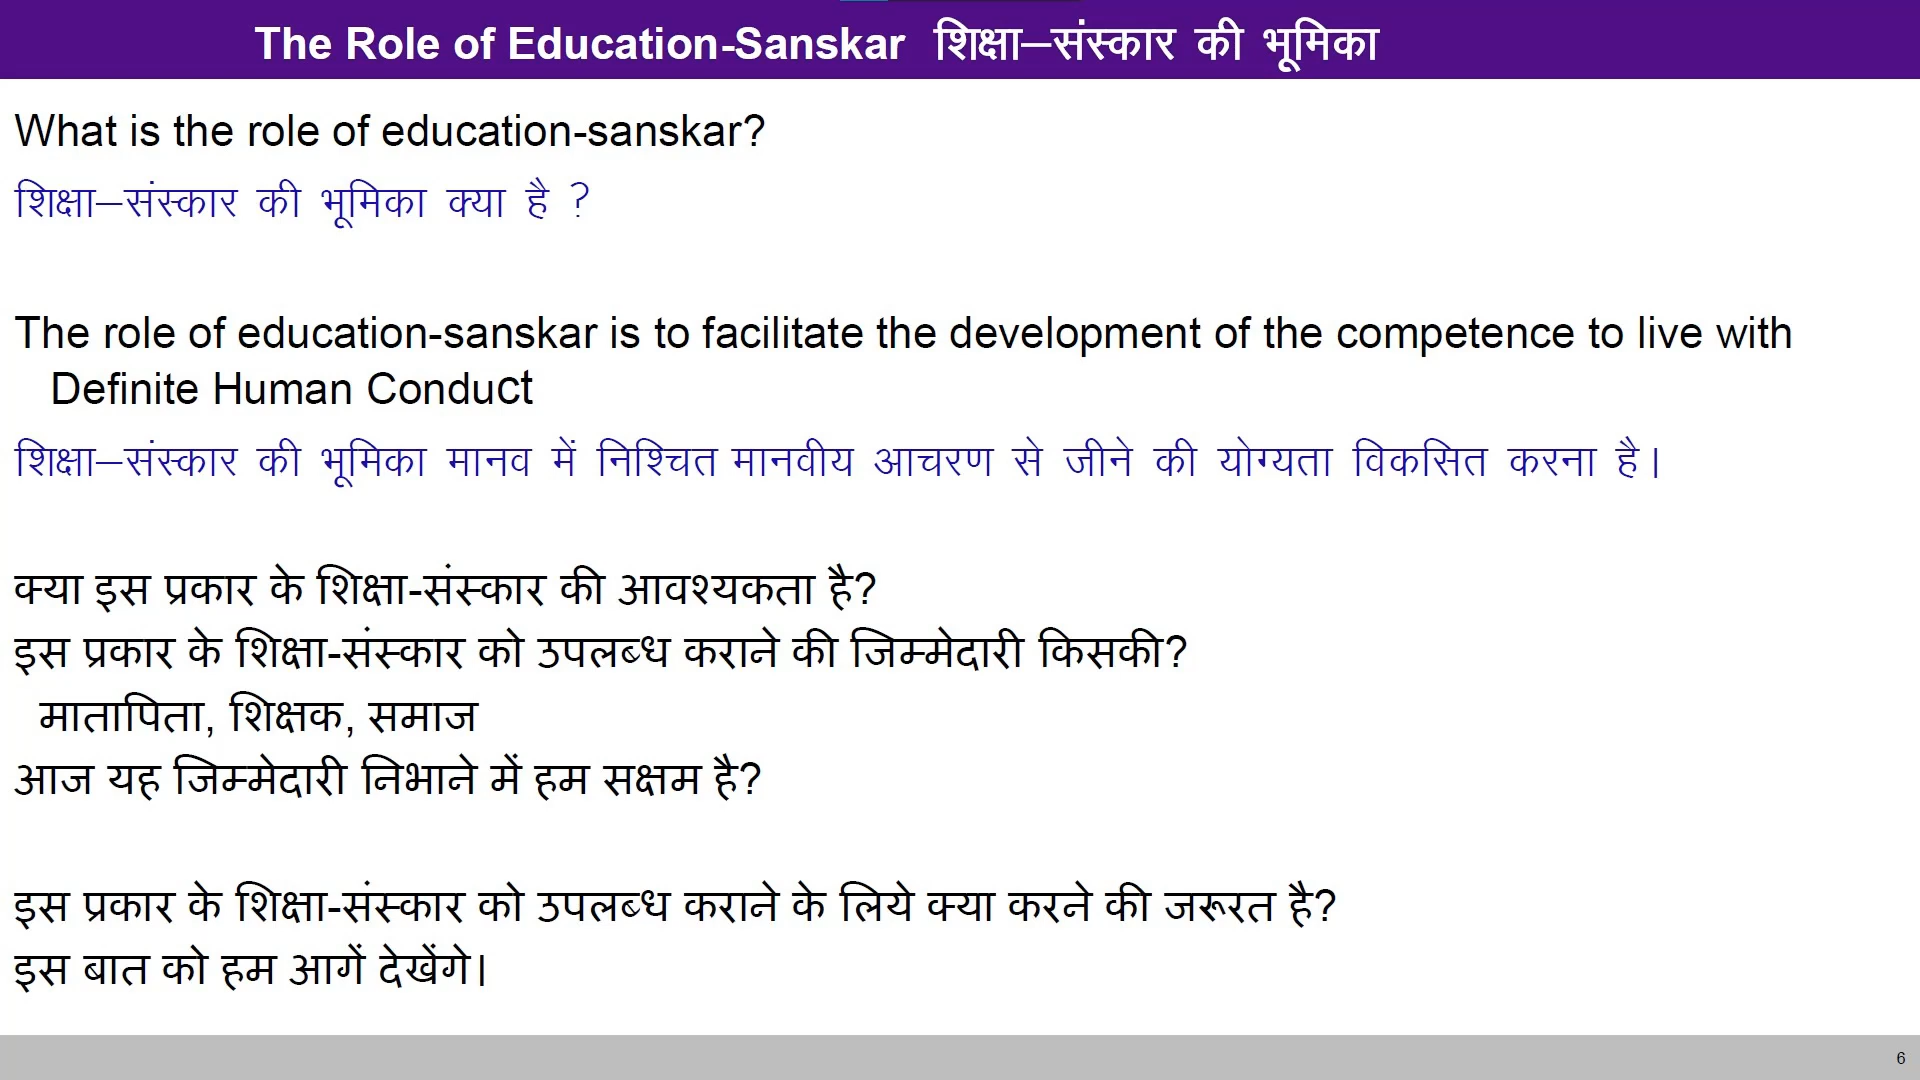 The Role of Education-Sanskar शिक्षा–संस्कार की भूमिका
What is the role of education-sanskar?
शिक्षा–संस्कार की भूमिका क्या है ?
The role of education-sanskar is to facilitate the development of the competence to live with
Definite Human Conduct
शिक्षा–संस्कार की भूमिका मानव में निश्चित मानवीय आचरण से जीने की योग्यता विकसित करना है।
क्या इस प्रकार के शिक्षा-संस्कार की आवश्यकता है?
इस प्रकार के शिक्षा-संस्कार को उपलब्ध कराने की जिम्मेदारी किसकी?
मातापिता, शिक्षक, समाज
आज यह जिम्मेदारी निभाने में हम सक्षम है?
इस प्रकार के शिक्षा-संस्कार को उपलब्ध कराने के लिये क्या करने की जरूरत है?
इस बात को हम आगें देखेंगे।
6